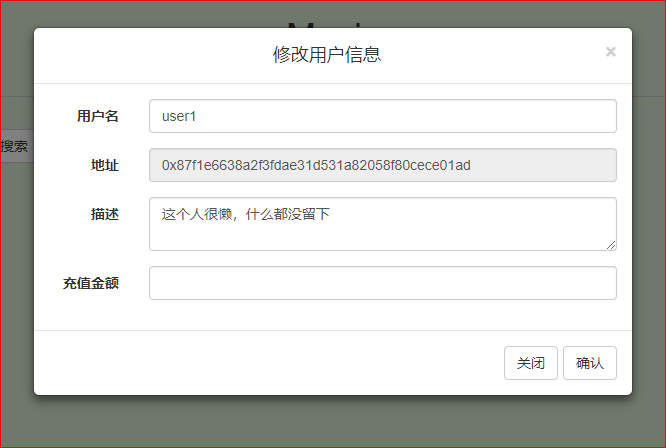 修改用户信息
×
用户名 user1
地址 0x87f1e6638a2f3fdae31d531a82058f80cece01ad
描述 这个人很懒，什么都没留下
搜索
充值金额
关闭 确认